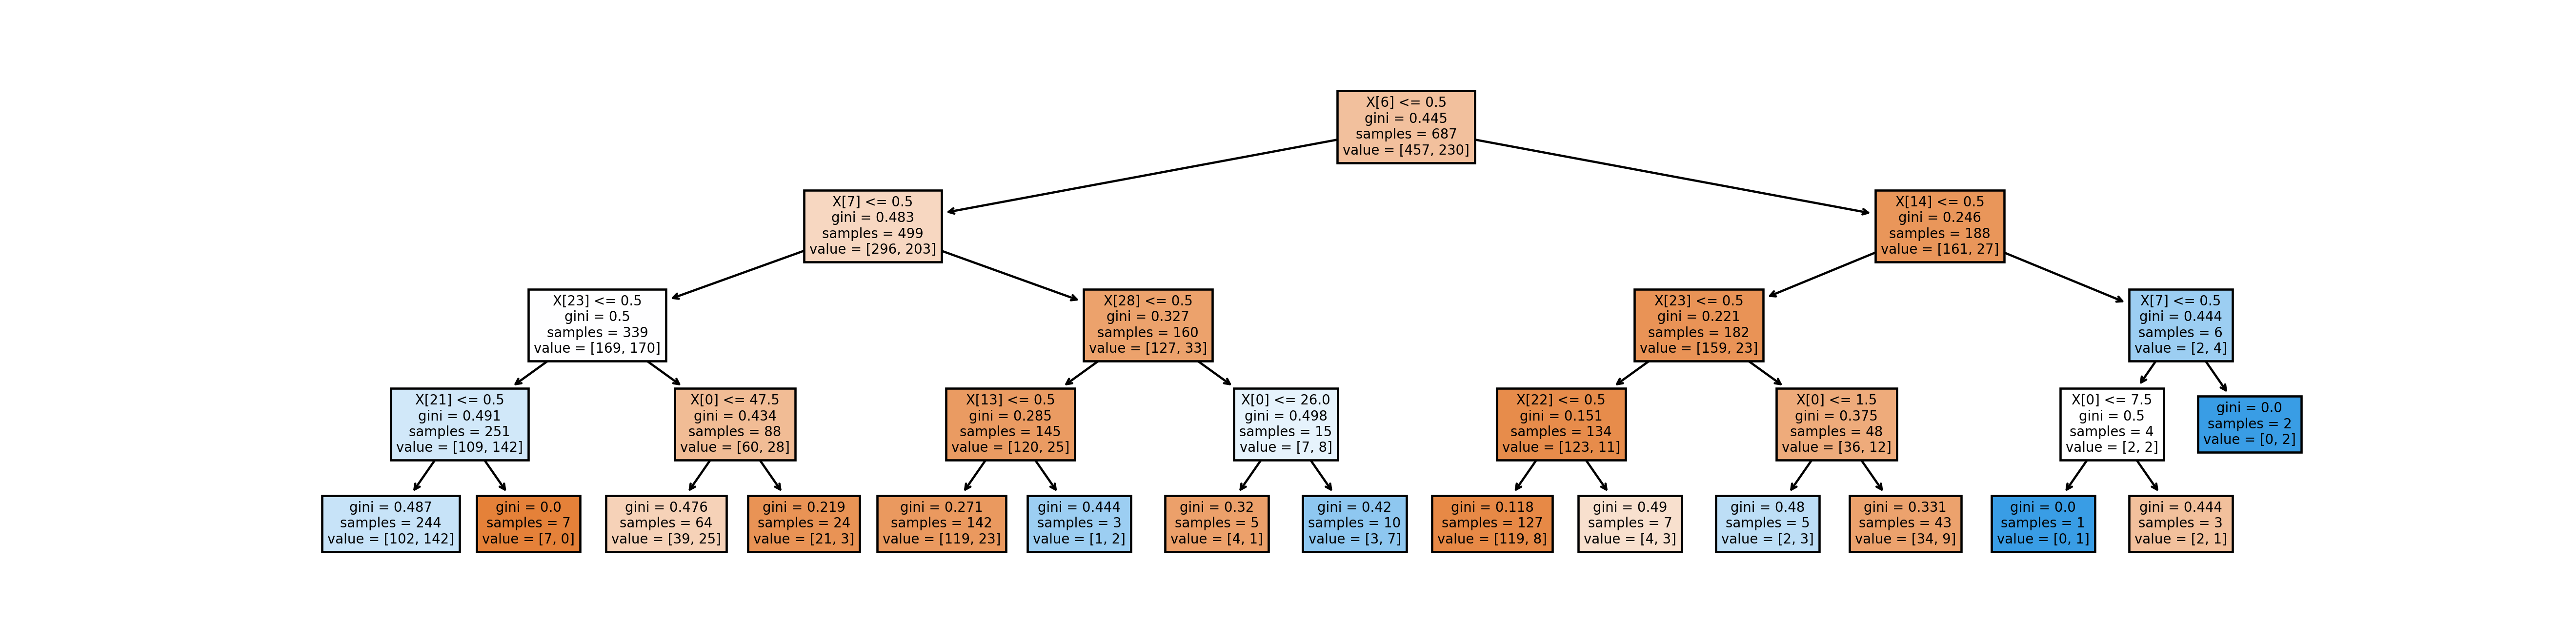 X[6] <= 0.5
gini = 0.445
samples = 687
value = [457, 230]
X[7] <= 0.5
gini = 0.483
samples = 499
value = [296, 203]
X[14] <= 0.5
gini = 0.246
samples = 188
value = [161, 27]
X[23] <= 0.5
gini = 0.5
samples = 339
value = [169, 170]
X[28] <= 0.5
gini = 0.327
samples = 160
value = [127, 33]
X[23] <= 0.5
gini = 0.221
samples = 182
value = [159, 23]
X[7] <= 0.5
gini = 0.444
samples = 6
value = [2, 4]
X[21] <= 0.5
gini = 0.491
samples = 251
value = [109, 142]
X[0] <= 47.5
gini = 0.434
samples = 88
value = [60, 28]
X[13] <= 0.5
gini = 0.285
samples = 145
value = [120, 25]
X[0] <= 26.0
gini = 0.498
samples = 15
value = [7, 8]
X[22] <= 0.5
gini = 0.151
samples = 134
value = [123, 11]
X[0] <= 1.5
gini = 0.375
samples = 48
value = [36, 12]
X[0] <= 7.5
gini = 0.5
samples = 4
value = [2, 2]
gini = 0.0
samples = 2
value = [0, 2]
gini = 0.487
samples = 244
value = [102, 142]
gini = 0.0
samples = 7
value = [7, 0]
gini = 0.476
samples = 64
value = [39, 25]
gini = 0.219
samples = 24
value = [21, 3]
gini = 0.271
samples = 142
value = [119, 23]
gini = 0.444
samples = 3
value = [1, 2]
gini = 0.32
samples = 5
value = [4, 1]
gini = 0.42
samples = 10
value = [3, 7]
gini = 0.118
samples = 127
value = [119, 8]
gini = 0.49
samples = 7
value = [4, 3]
gini = 0.48
samples = 5
value = [2, 3]
gini = 0.331
samples = 43
value = [34, 9]
gini = 0.0
samples = 1
value = [0, 1]
gini = 0.444
samples = 3
value = [2, 1]